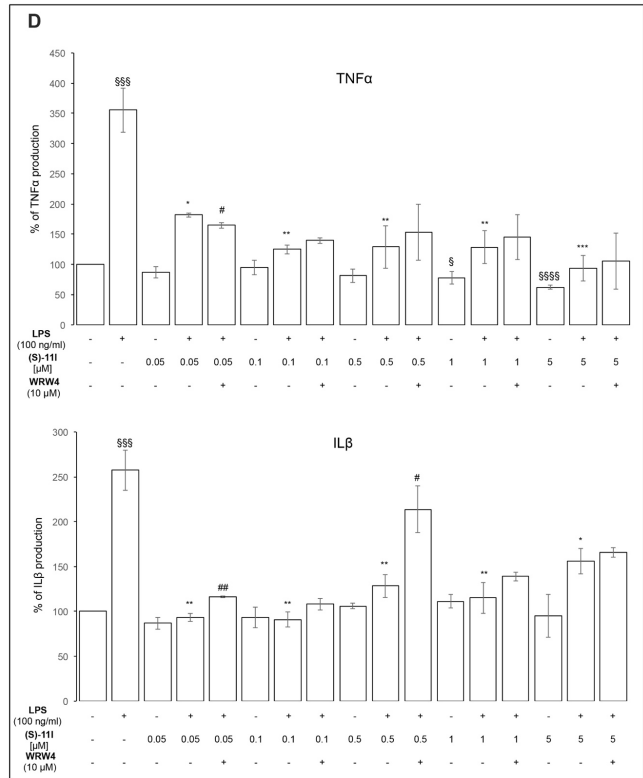 D
TNFα
% of TNFα production
450
400
350
300
250
200
150
100
50
0
§§§
*
#
**
**
§
**
§§§§
***
LPS - + - + + - + + - + + - + + - + +
(100 ng/ml)
(S)-11l - - 0.05 0.05 0.05 0.1 0.1 0.1 0.5 0.5 0.5 1 1 1 5 5 5
[µM]
WRW4 - - - - + - - + - - + - - + - - +
(10 µM)
ILβ
% of ILβ production
300
250
200
150
100
50
0
§§§
**
##
**
**
#
**
*
LPS - + - + + - + + - + + - + + - + +
(100 ng/ml)
(S)-11l - - 0.05 0.05 0.05 0.1 0.1 0.1 0.5 0.5 0.5 1 1 1 5 5 5
[µM]
WRW4 - - - - + - - + - - + - - + - - +
(10 µM)